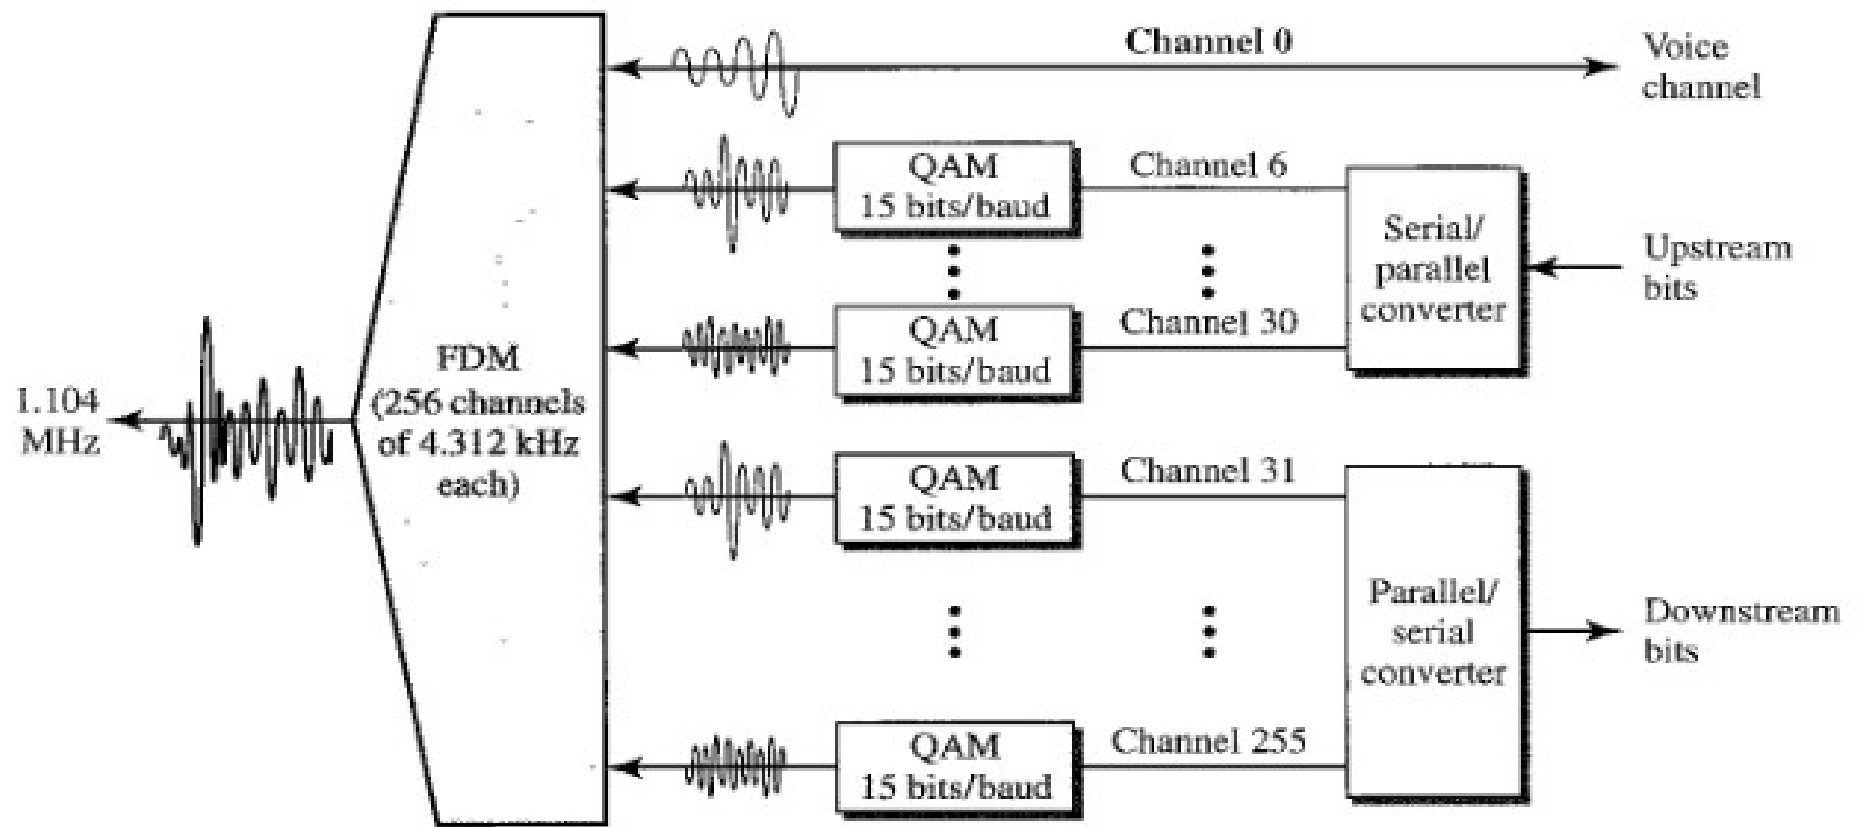 Channel 0
Voice
channel
QAM
15 bits/baud
Channel 6
Serial/
parallel
converter
Upstream
bits
QAM
15 bits/baud
Channel 30
1.104
MHz
FDM
(256 channels
of 4.312 kHz
each)
QAM
15 bits/baud
Channel 31
Parallel/
serial
converter
Downstream
bits
QAM
15 bits/baud
Channel 255